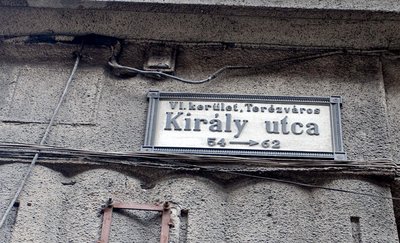 VI. kerület, Terézváros
Király utca
54→62